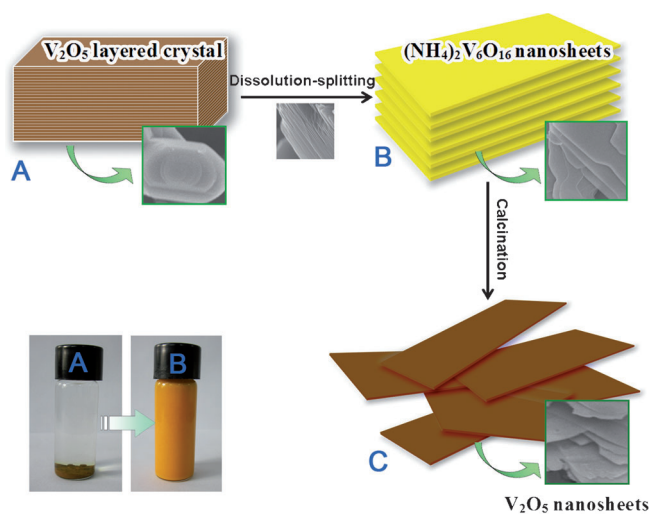 V₂O₅ layered crystal
Dissolution-splitting
(NH₄)₂V₆O₁₆ nanosheets
A
B
Calcination
A
B
C
V₂O₅ nanosheets